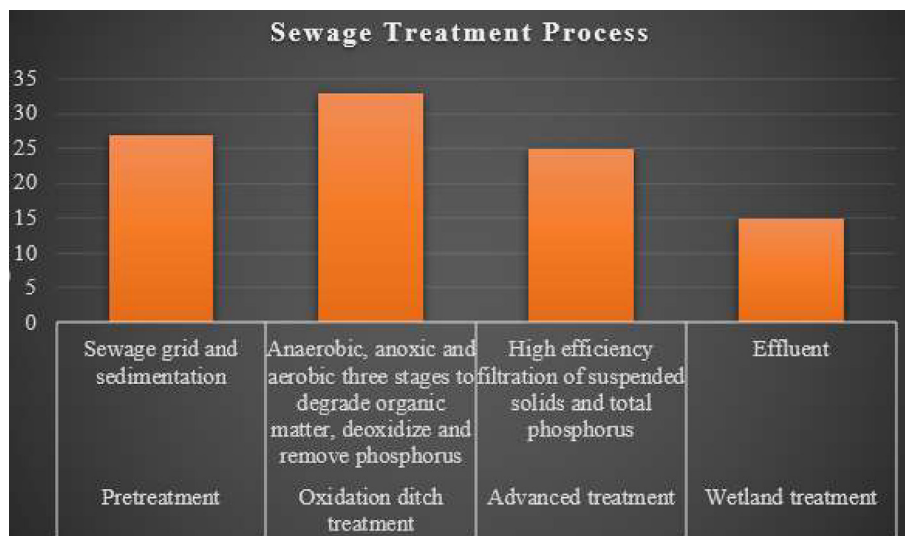 Sewage Treatment Process
35
30
25
20
15
10
5
0
Sewage grid and
sedimentation
Anaerobic, anoxic and
aerobic three stages to
degrade organic
matter, deoxidize and
remove phosphorus
High efficiency
filtration of suspended
solids and total
phosphorus
Effluent
Pretreatment
Oxidation ditch
treatment
Advanced treatment
Wetland treatment